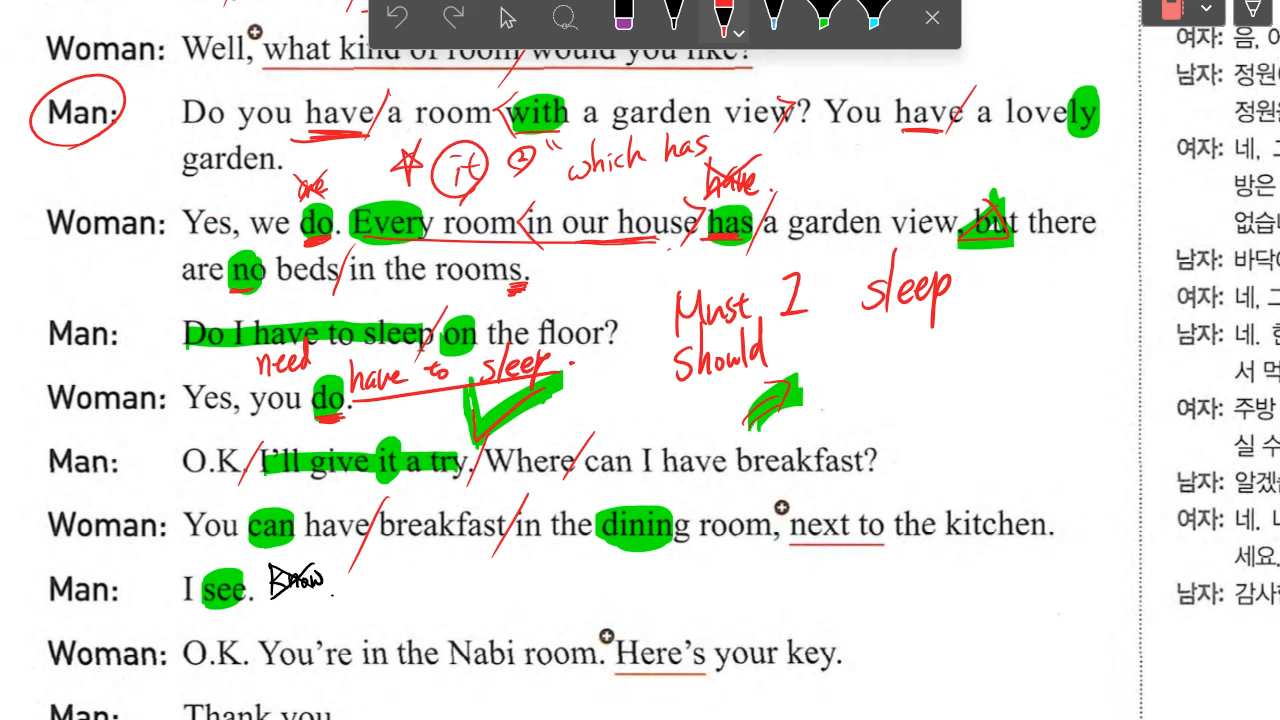 Woman: Well, what kind of room would you like?
Man: Do you have a room with a garden view? You have a lovely
garden.
it ② " which has
are have.
Woman: Yes, we do. Every room in our house has a garden view, but there
are no beds in the rooms.
Must I sleep
Should
Man: Do I have to sleep on the floor?
need have to sleep.
Woman: Yes, you do.
Man: O.K. I'll give it a try. Where can I have breakfast?
Woman: You can have breakfast in the dining room, next to the kitchen.
Man: I see. Know.
Woman: O.K. You're in the Nabi room. Here's your key.
Man: Thank you
여자: 음,
남자: 정원
정원
여자: 네,
방은
없습
남자: 바닥
여자: 네,
남자: 네.
서 먹
여자: 주방
실 수
남자: 알겠
여자: 네.
세요.
남자: 감사